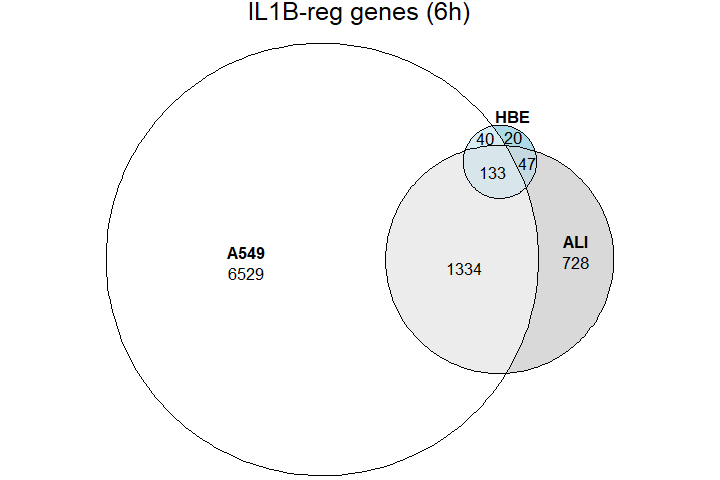 IL1B-reg genes (6h)
HBE
40 20
133 47
A549
6529
1334
ALI
728